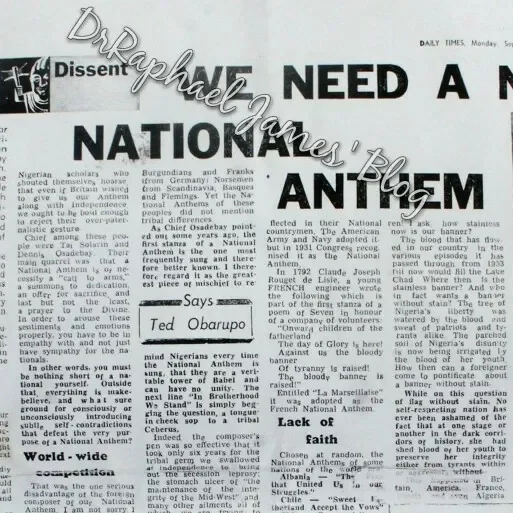 DAILY TIMES, Monday,
Dissent
WE NEED A
NATIONAL
ANTHEM
DrRaphael James' Blog
Nigerian scholars who
shouted themselves hoarse
that even if Britain wished
to give us our Anthem
along with independence
we ought to be bold enough
to reject their over-pater-
nalistic gesture.
Chief among these peo-
were Tai Solarin and
Dennis Osadebay. Their
main quarrel was that a
National Anthem is of ne-
cessity a "call to arms,"
a summons to dedication,
an offer for sacrifice, and
last but not the least,
a prayer to the Divine.
In order to arouse these
sentiments and emotions
properly, you have to be in
empathy with and not just
have sympathy for the na-
tionals.
In other words, you must
be nothing short of a na-
tional yourself. Outside
that, everything is make-
believe, and what sure
ground for consciously or
unconsciously introducing
subtle self-contradictions
that defeat the very pur-
pose of a National Anthem?
World-wide
competition
That was the one serious
disadvantage of the foreign
composer of our National
Anthem. I am not sorry I
Burgundians and Franks
(from Germany) Norsemen
from Scandinavia, Basques
and Flemings. Yet the Na-
tional Anthems of these
peoples did not mention
tribal differences.
As Chief Osadebay point-
ed out some years ago, the
first stanza of a National
Anthem is the one most
frequently sung and there-
fore better known. I there-
fore, regard it as the great-
est piece of mischief to re-
Says
Ted Obarupo
mind Nigerians every time
the National Anthem is
sung, that they are a veri-
table tower of Babel and
can have no unity. The
next line "In Brotherhood
We Stand" is simply beg-
ging the question, a tongue
in cheek sop to a tribal
Ceberus.
Indeed the composer's
pen was so effective that it
took only six years for the
tribal germ we swallowed
at independence to bring
out the secession toponomy;
the stomach ulcer of "the
maintenance of the integ-
rity of the Mid-West" and
many other ailments all of
flected in their National
countrymen. The American
Army and Navy adopted it,
but in 1931 Congress recog-
nised it as the National
Anthem.
In 1792 Claude Joseph
Rouget de Lisle, a young
FRENCH engineer wrote
the following which is
part of the first stanza of a
poem of Seven in honour
of a company of volunteers:
"Onward children of the
fatherland
The day of Glory is here!
Against us the bloody
banner
Of tyranny is raised!
The bloody banner is
raised!"
Entitled "La Marsellaise"
it was adopted as the
French National Anthem.
Lack of
faith
Chosen at random, the
National Anthems of some
nations of the world
Albania — "The
that United Us in our
Struggles."
Chile — "Sweet
therland Accept the Vows"
ren? I ask, how stainless
now is our banner?
The blood that has flow-
ed in our country in the
various episodes it has
passed through from 1953
till now would fill the Lake
Chad Where then is the
stainless banner? And who
in fact wants a banner
without stain? The tree of
Nigeria's liberty was
watered by the blood and
sweat of patriots and ty-
rants alike. The parched
soil of Nigeria's disunity
is now being irrigated by
the blood of her youth.
How then can a foreigner
come to pontificate about
a banner without stain.
While on this question
of flag without stain. No
self-respecting nation has
ever been ashamed of the
fact that at one stage or
another in the dark corri-
dors of history, she had
shed blood or her youth to
preserve her integrity
either from tyrants within
This happened in Bri-
tain, America, France,
and even Nigeria